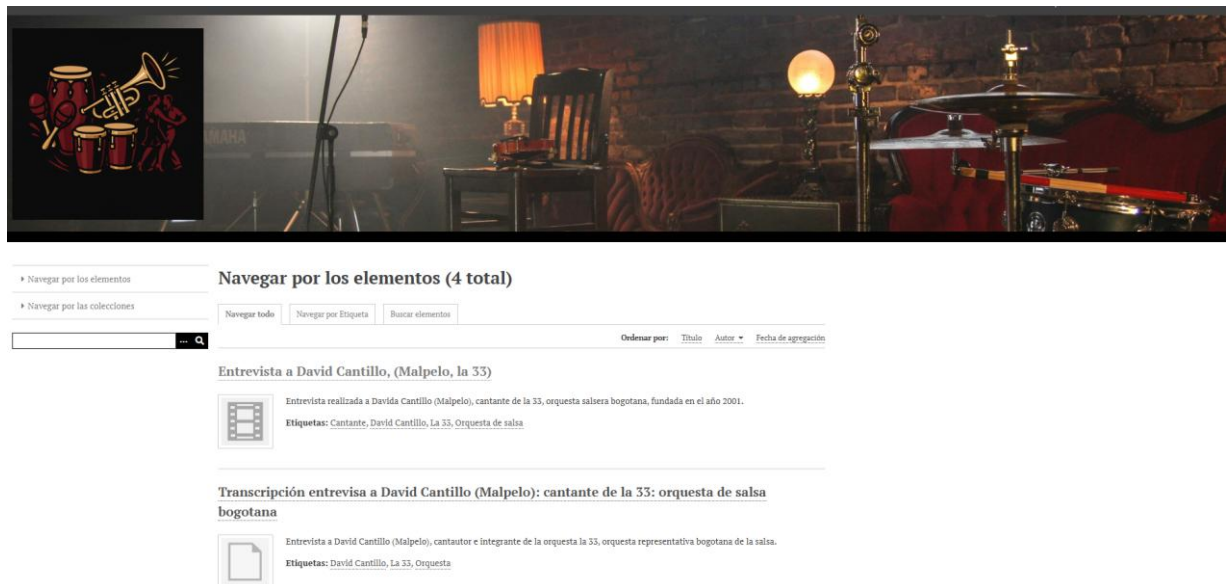 YAMAHA
Navegar por los elementos
Navegar por las colecciones
...
Navegar por los elementos (4 total)
Navegar todo
Navegar por Etiqueta
Buscar elementos
Ordenar por: Título Autor Fecha de agregación
Entrevista a David Cantillo, (Malpelo, la 33)
Entrevista realizada a Davida Cantillo (Malpelo), cantante de la 33, orquesta salsera bogotana, fundada en el año 2001.
Etiquetas: Cantante, David Cantillo, La 33, Orquesta de salsa
Transcripción entrevisa a David Cantillo (Malpelo): cantante de la 33: orquesta de salsa
bogotana
Entrevista a David Cantillo (Malpelo), cantautor e integrante de la orquesta la 33, orquesta representativa bogotana de la salsa.
Etiquetas: David Cantillo, La 33, Orquesta